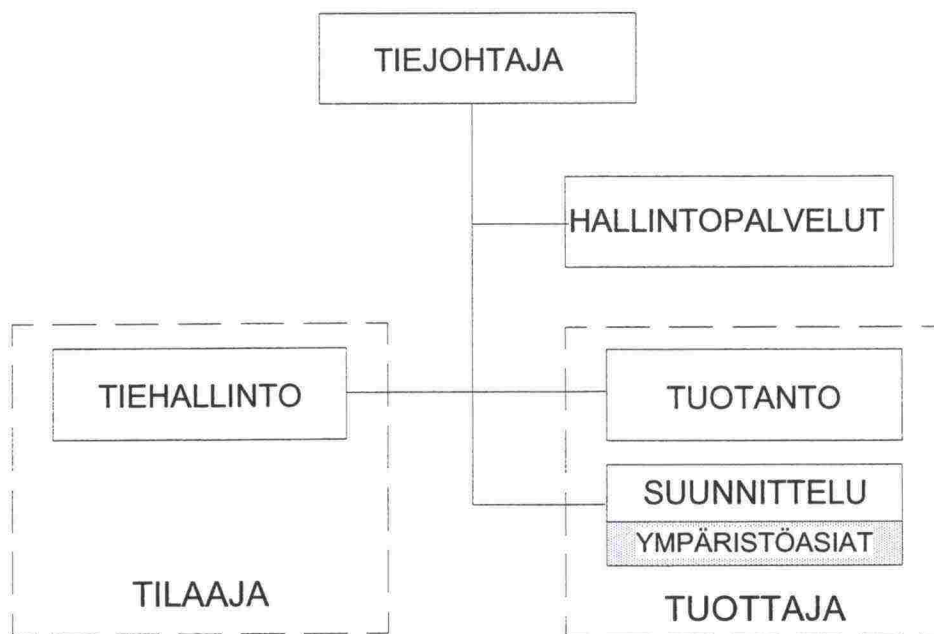 TIEJOHTAJA
HALLINTOPALVELUT
TIEHALLINTO
TUOTANTO
SUUNNITTELU
YMPÄRISTÖASIAT
TILAAJA
TUOTTAJA